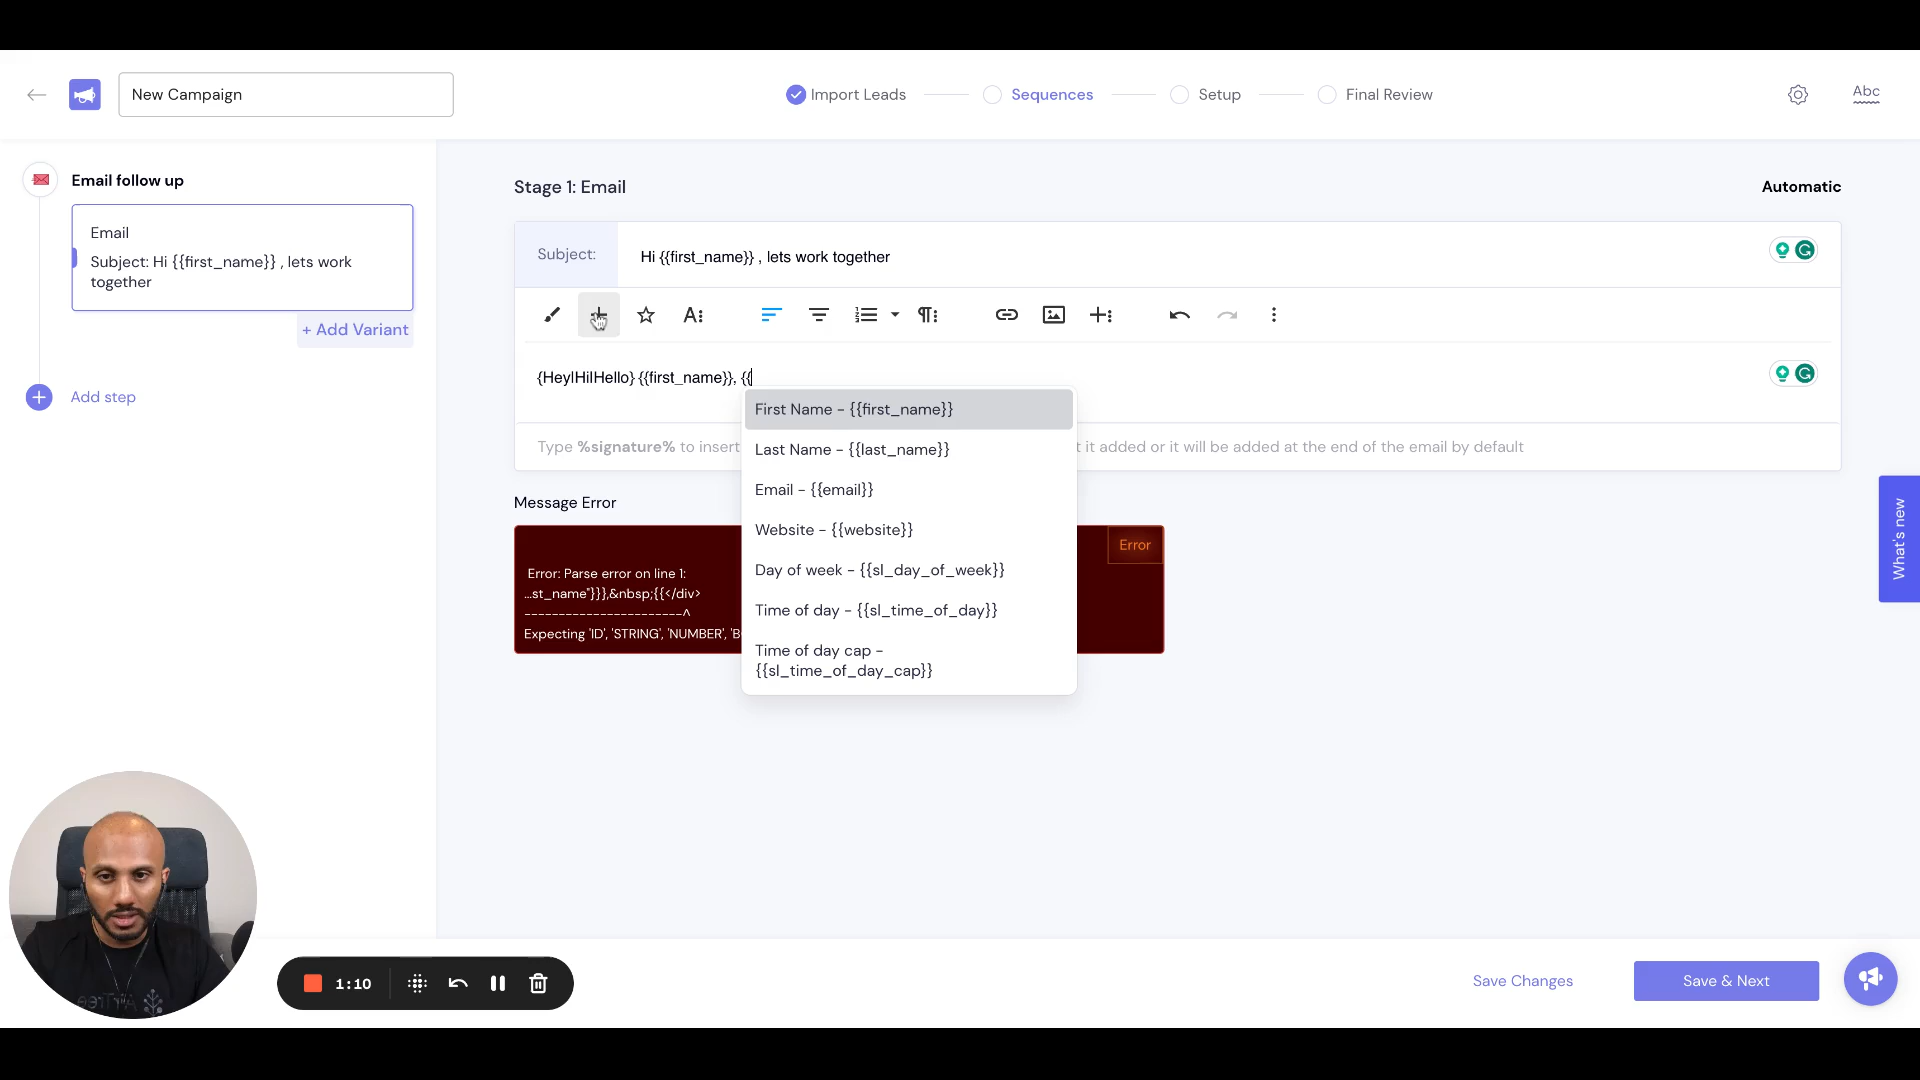 New Campaign
Import Leads
Sequences
Setup
Final Review
Abc
Email follow up
Email
Subject: Hi {{first_name}} , lets work
together
+ Add Variant
Add step
Stage 1: Email
Automatic
Subject:
Hi {{first_name}} , lets work together
{Hey|Hi|Hello} {{first_name}}, {{
First Name - {{first_name}}
Last Name - {{last_name}}
Email - {{email}}
Website - {{website}}
Day of week - {{sl_day_of_week}}
Time of day - {{sl_time_of_day}}
Time of day cap -
{{sl_time_of_day_cap}}
Type %signature% to insert
it added or it will be added at the end of the email by default
Message Error
Error
Error: Parse error on line 1:
...st_name"}}},&nbsp;{{</div>
-----------------------^
Expecting 'ID', 'STRING', 'NUMBER', 'B
What's new
1:10
Save Changes
Save & Next